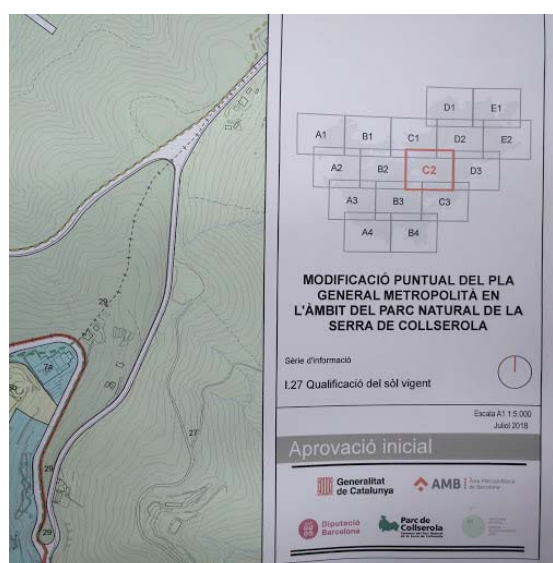 D1 E1
A1 B1 C1 D2 E2
A2 B2 C2 D3
A3 B3 C3
A4 B4
MODIFICACIÓ PUNTUAL DEL PLA
GENERAL METROPOLITÀ EN
L'ÀMBIT DEL PARC NATURAL DE LA
SERRA DE COLLSEROLA
Sèrie d'informació
I.27 Qualificació del sòl vigent
Escala A1 1:5.000
Juliol 2018
Aprovació inicial
Generalitat
de Catalunya
AMB
Àrea Metropolitana
de Barcelona
Diputació
Barcelona
Parc de
Collserola
29
7a
27
29
29